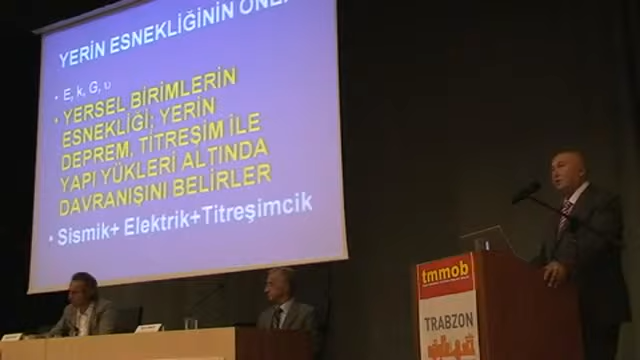 YERİN ESNEKLİĞİNİN
• E, k, G, υ
• YERSEL BİRİMLERİN
ESNEKLİĞİ; YERİN
DEPREM, TİTREŞİM İLE
YAPI YÜKLERİ ALTINDA
DAVRANIŞINI BELİRLER
• Sismik+ Elektrik+Titreşimcik
tmmob
TRABZON